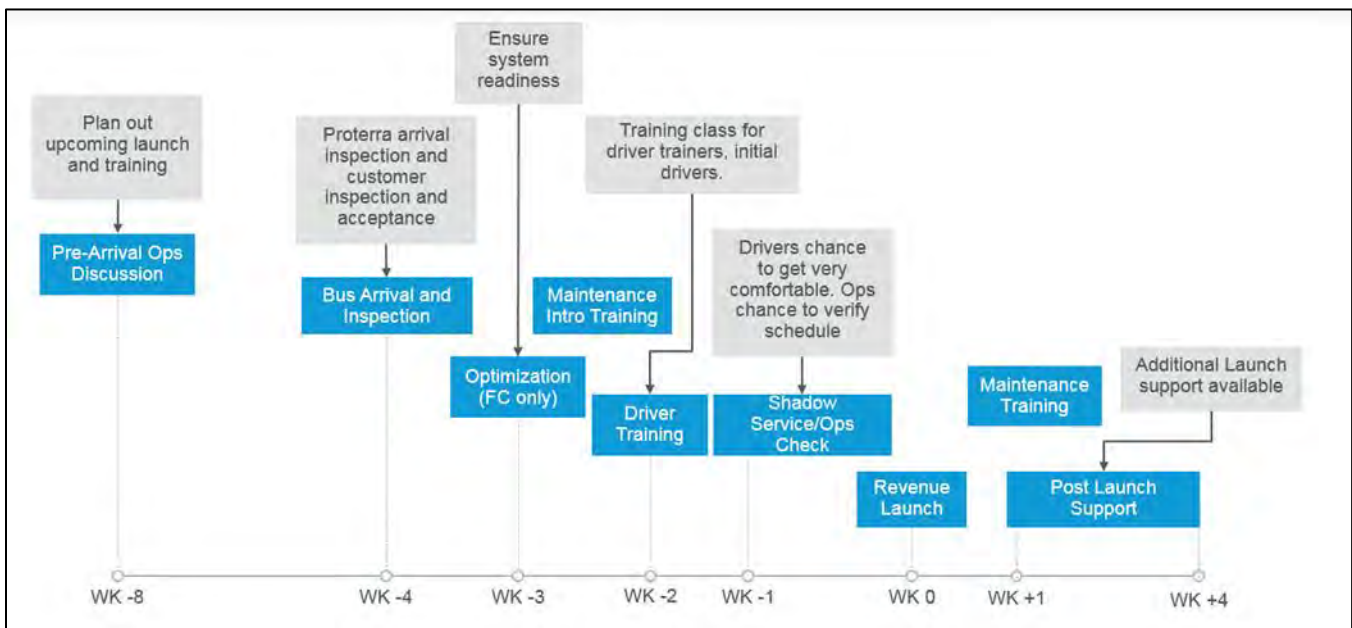 Ensure
system
readiness
Plan out
upcoming launch
and training
Proterra arrival
inspection and
customer
inspection and
acceptance
Training class for
driver trainers, initial
drivers.
Pre-Arrival Ops
Discussion
Bus Arrival and
Inspection
Maintenance
Intro Training
Drivers chance
to get very
comfortable. Ops
chance to verify
schedule
Optimization
(FC only)
Driver
Training
Shadow
Service/Ops
Check
Maintenance
Training
Additional Launch
support available
Revenue
Launch
Post Launch
Support
WK -8
WK -4
WK -3
WK -2
WK -1
WK 0
WK +1
WK +4